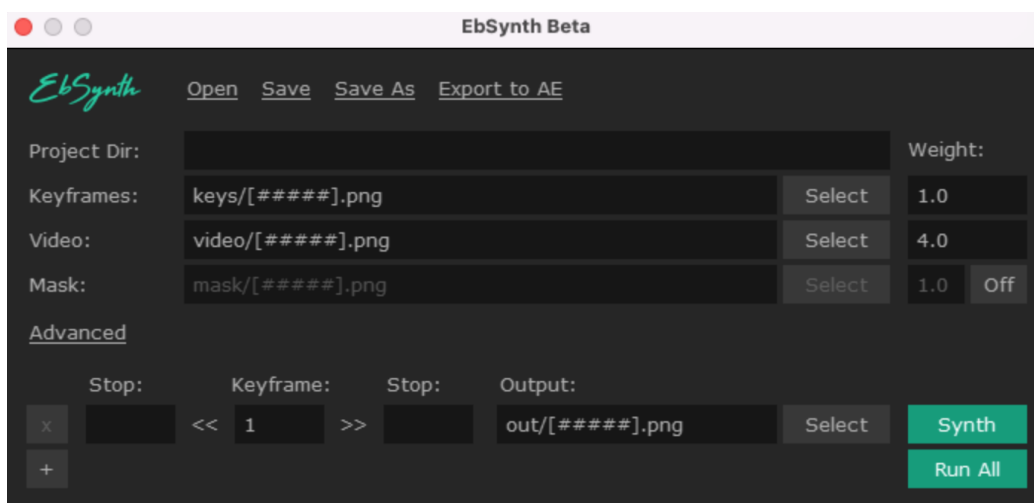 EbSynth Beta
EbSynth Open Save Save As Export to AE
Project Dir: Weight:
Keyframes: keys/[#####].png Select 1.0
Video: video/[#####].png Select 4.0
Mask: mask/[#####].png Select 1.0 Off
Advanced
Stop: Keyframe: Stop: Output:
x << 1 >> out/[#####].png Select Synth
+ Run All